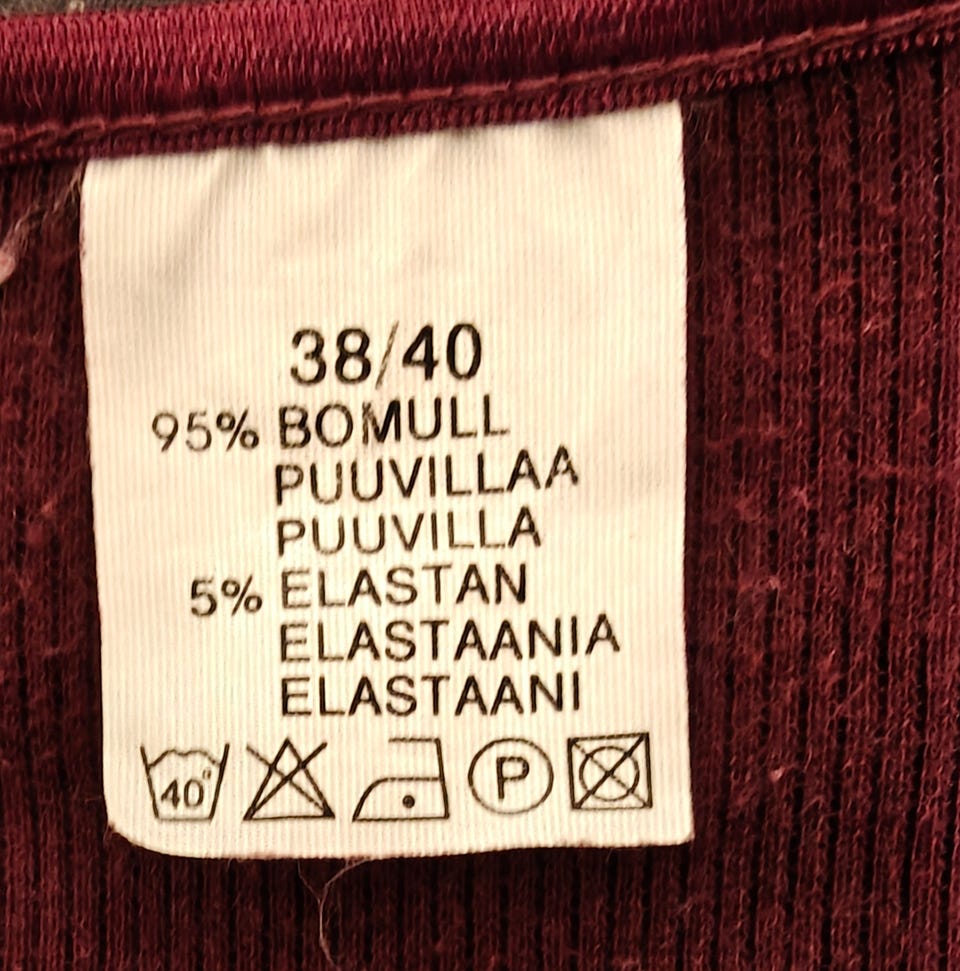 38/40
95% BOMULL
PUUVILLAA
PUUVILLA
5% ELASTAN
ELASTAANIA
ELASTAANI
40° P